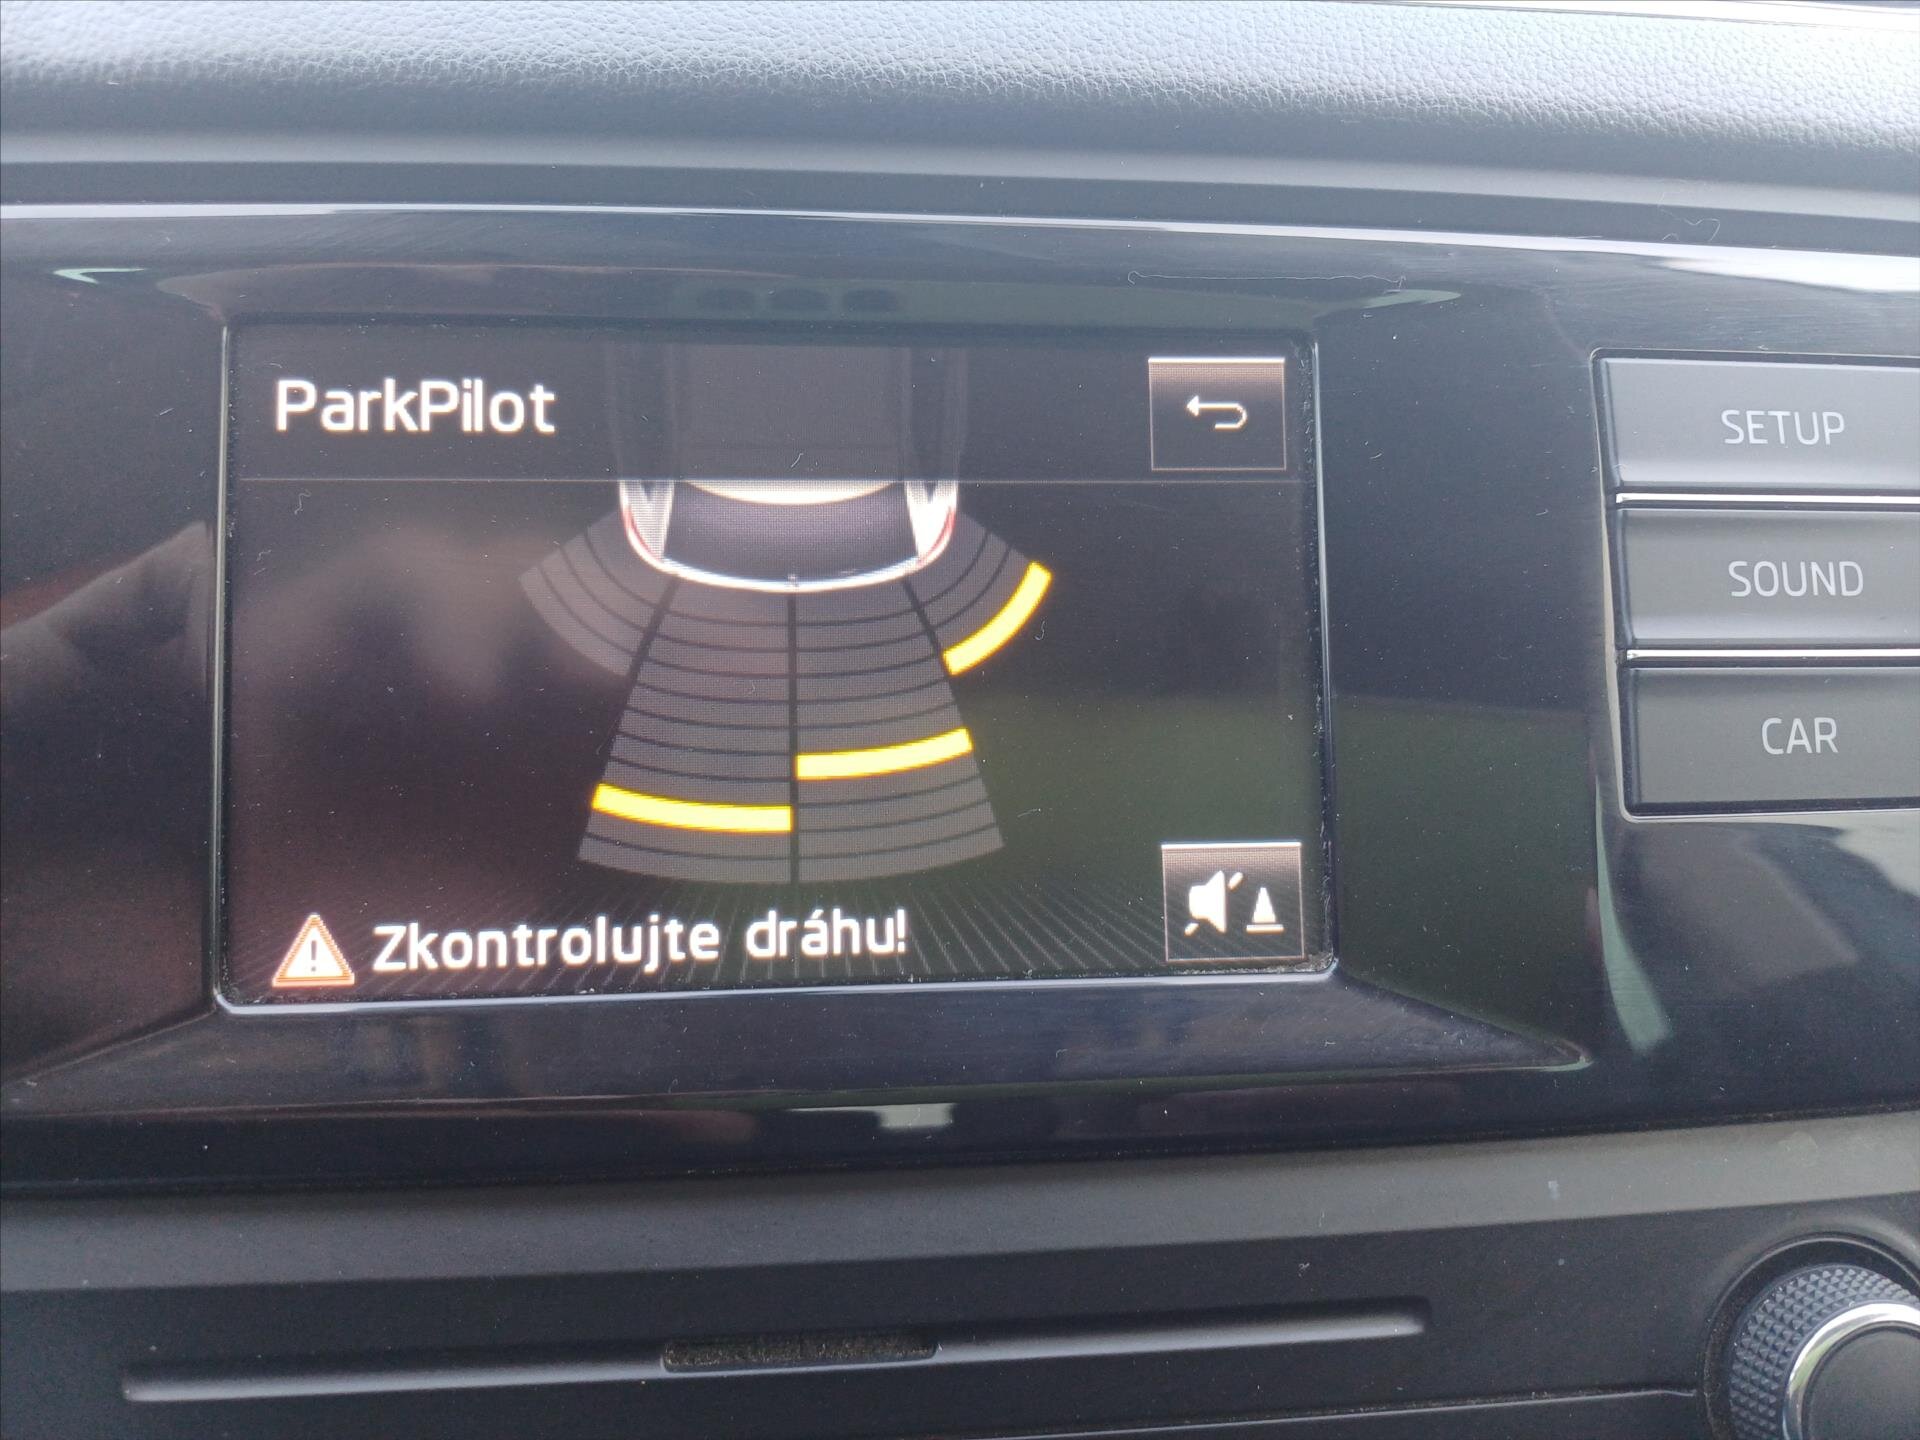 ParkPilot
SETUP
SOUND
CAR
Zkontrolujte dráhu!